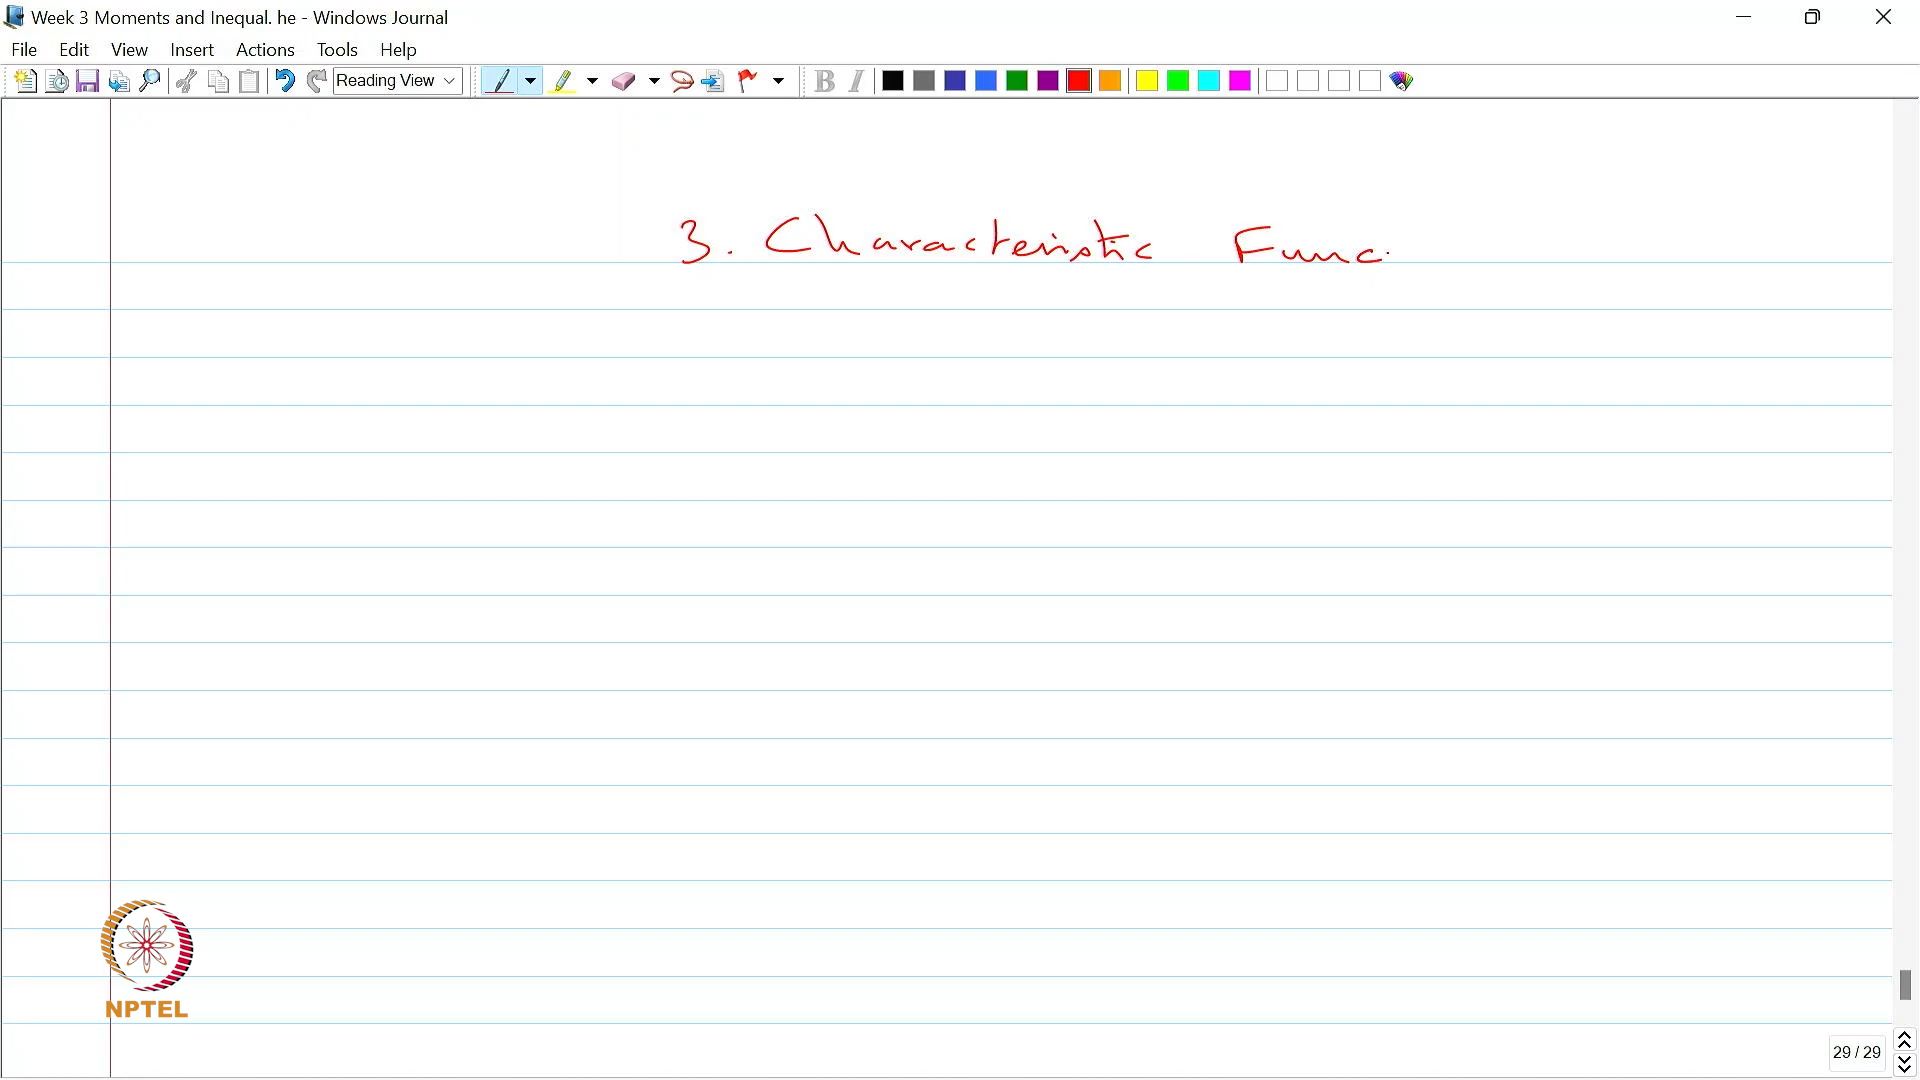 Week 3 Moments and Inequal. he - Windows Journal
File Edit View Insert Actions Tools Help
Reading View B I
3. Characteristic Func.
NPTEL
29 / 29